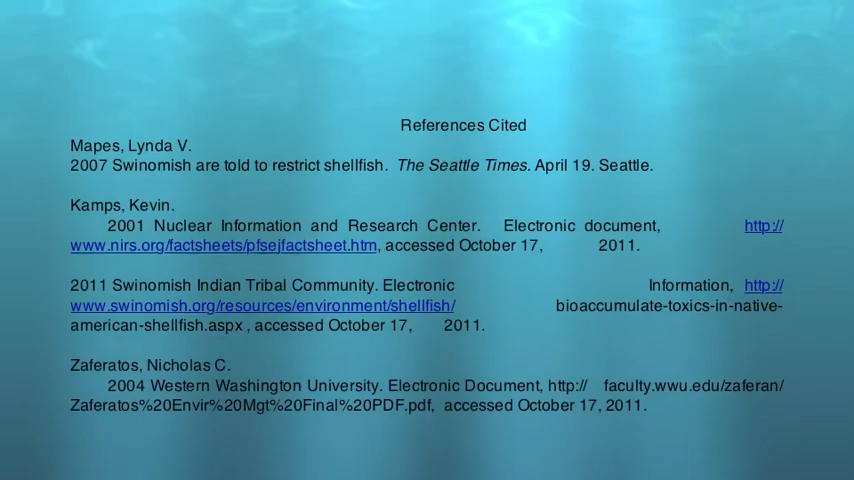 References Cited
Mapes, Lynda V.
2007 Swinomish are told to restrict shellfish. The Seattle Times. April 19. Seattle.
Kamps, Kevin.
2001 Nuclear Information and Research Center. Electronic document, http://
www.nirs.org/factsheets/pfsejfactsheet.htm, accessed October 17, 2011.
2011 Swinomish Indian Tribal Community. Electronic Information, http://
www.swinomish.org/resources/environment/shellfish/ bioaccumulate-toxics-in-native-
american-shellfish.aspx , accessed October 17, 2011.
Zaferatos, Nicholas C.
2004 Western Washington University. Electronic Document, http:// faculty.wwu.edu/zaferan/
Zaferatos%20Envir%20Mgt%20Final%20PDF.pdf, accessed October 17, 2011.